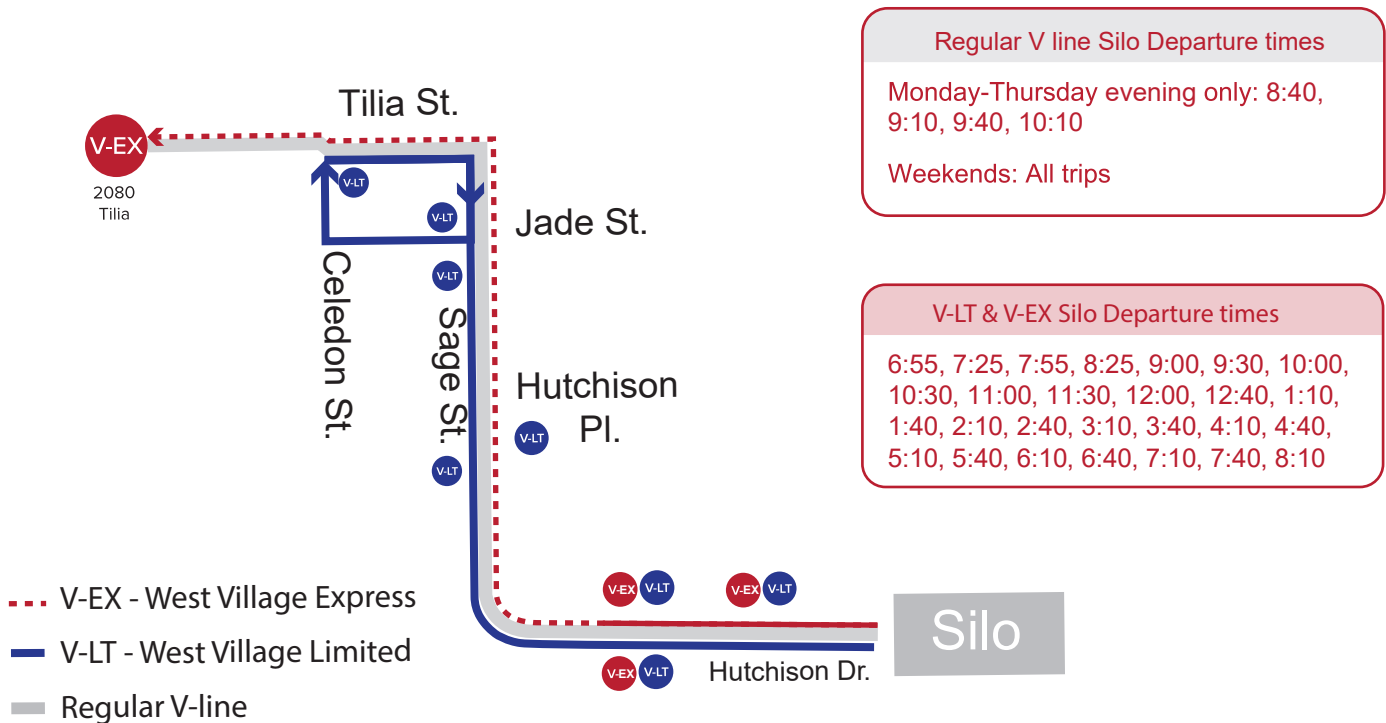 Regular V line Silo Departure times
Monday-Thursday evening only: 8:40,
9:10, 9:40, 10:10
Weekends: All trips
Tilia St.
V-EX
2080
Tilia
V-LT
V-LT
Jade St.
V-LT
Celedon St.
Sage St.
V-LT & V-EX Silo Departure times
6:55, 7:25, 7:55, 8:25, 9:00, 9:30, 10:00,
10:30, 11:00, 11:30, 12:00, 12:40, 1:10,
1:40, 2:10, 2:40, 3:10, 3:40, 4:10, 4:40,
5:10, 5:40, 6:10, 6:40, 7:10, 7:40, 8:10
Hutchison
Pl.
V-LT
V-LT
V-EX V-LT V-EX V-LT
V-EX V-LT
Hutchison Dr.
Silo
V-EX - West Village Express
V-LT - West Village Limited
Regular V-line